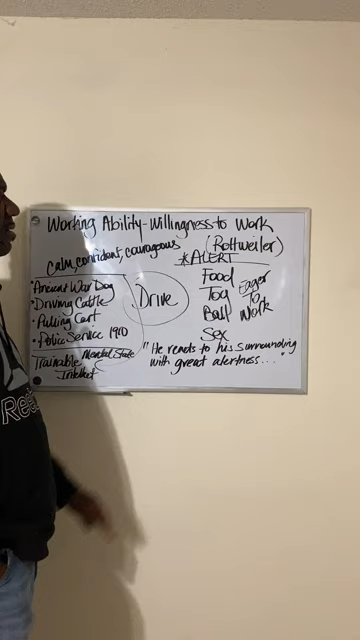 Working Ability - Willingness to Work
(Rottweiler)
calm, confident, courageous
*ALERT
• Ancient War Dog
• Driving Cattle
• Pulling Cart
• Police Service 1910
Mental State
Trainable
Intellect
Drive
Food
Toy
Ball
Sex
Eager
To
Work
"He reacts to his surrounding
with great alertness...."
Ree